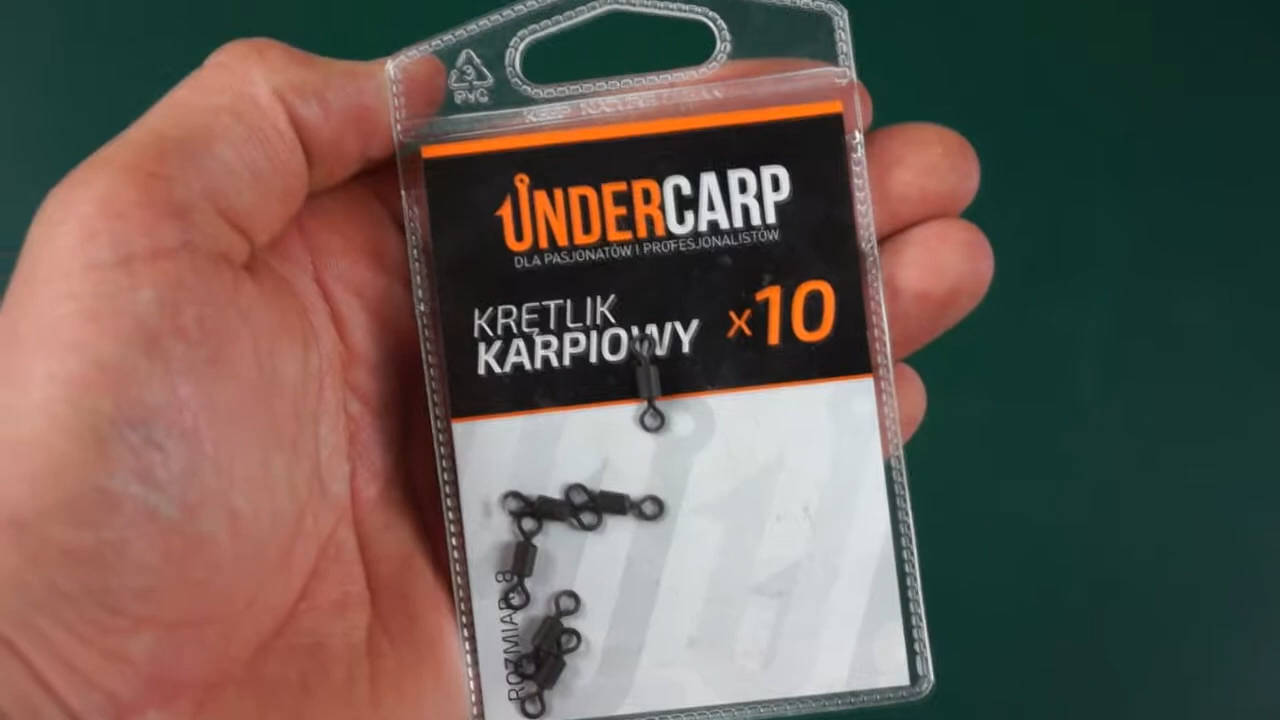 3
PVC
UNDERCARP
DLA PASJONATÓW I PROFESJONALISTÓW
KRĘTLIK
KARPIOWY
x10
ROZMIAR 8